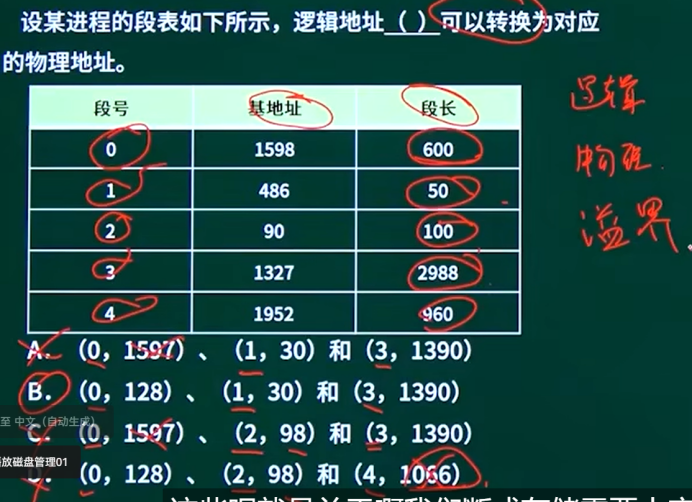 设某进程的段表如下所示，逻辑地址（ ）可以转换为对应
的物理地址。
段号 基地址 段长
0 1598 600
1 486 50
2 90 100
3 1327 2988
4 1952 960
A. （0，1597）、（1，30）和（3，1390）
B. （0，128）、（1，30）和（3，1390）
C. （0，1597）、（2，98）和（3，1390）
D. （0，128）、（2，98）和（4，1066）
逻辑
物理
溢界
至 中文（自动生成）
放磁盘管理01